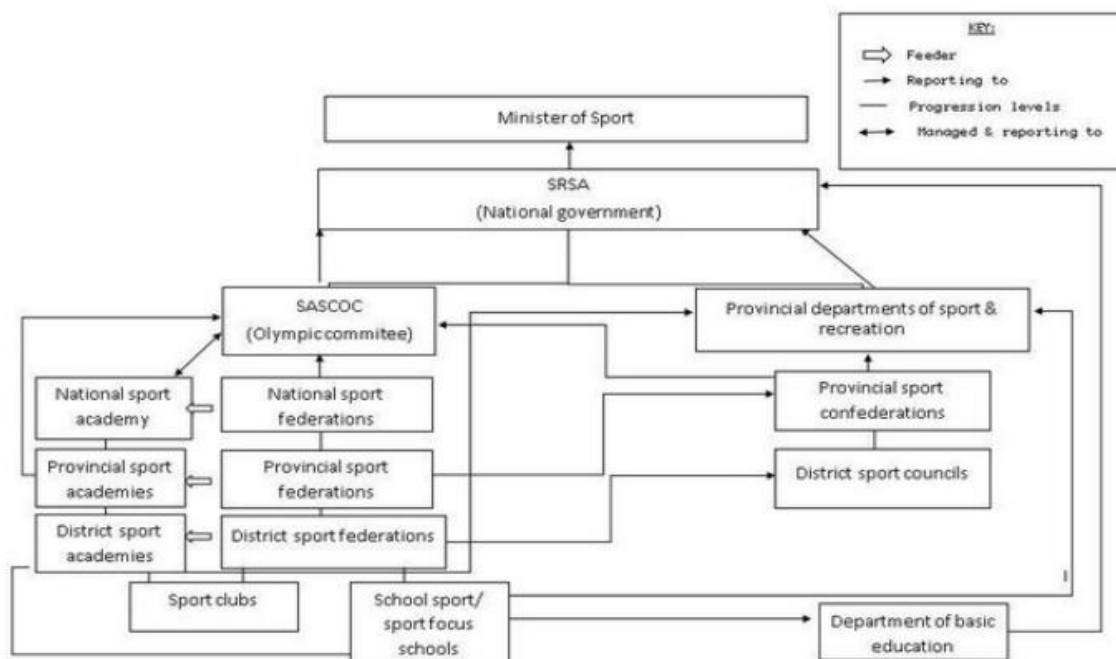 KEY:
Feeder
Reporting to
Progression levels
Managed & reporting to
Minister of Sport
SRSA
(National government)
SASCOC
(Olympiccommitee)
Provincial departments of sport &
recreation
National sport
academy
National sport
federations
Provincial sport
confederations
Provincial sport
academies
Provincial sport
federations
District sport councils
District sport
academies
District sport federations
Sport clubs
School sport/
sport focus
schools
Department of basic
education